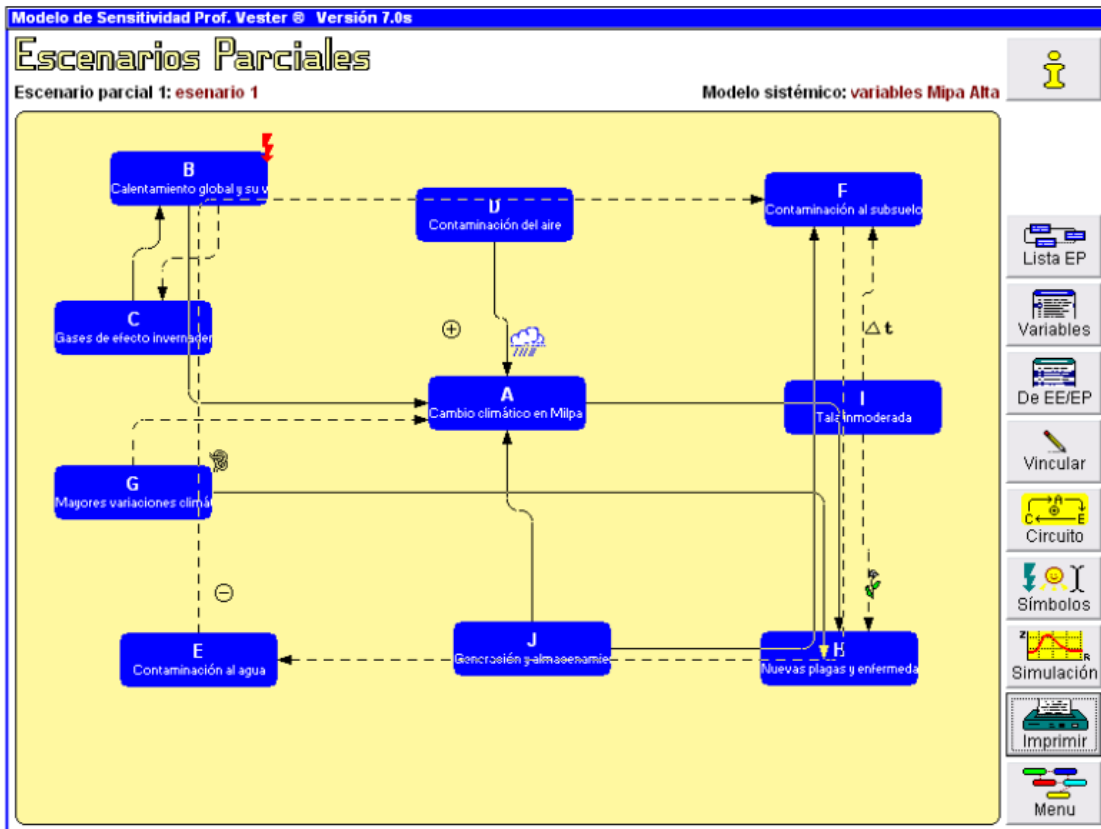 Modelo de Sensitividad Prof. Vester ® Versión 7.0s
Escenarios Parciales
Escenario parcial 1: esenario 1
Modelo sistémico: variables Mipa Alta
B
Calentamiento global y su v
D
Contaminación del aire
F
Contaminación al subsuelo
C
Gases de efecto invernader
+
Δt
A
Cambio climático en Milpa
I
Tala inmoderada
G
Mayores variaciones climát
−
E
Contaminación al agua
J
Generación y almasenamie
H
Nuevas plagas y enfermeda
i
Lista EP
Variables
De EE/EP
Vincular
A
C
E
Circuito
Símbolos
Z
R
Simulación
Imprimir
Menu